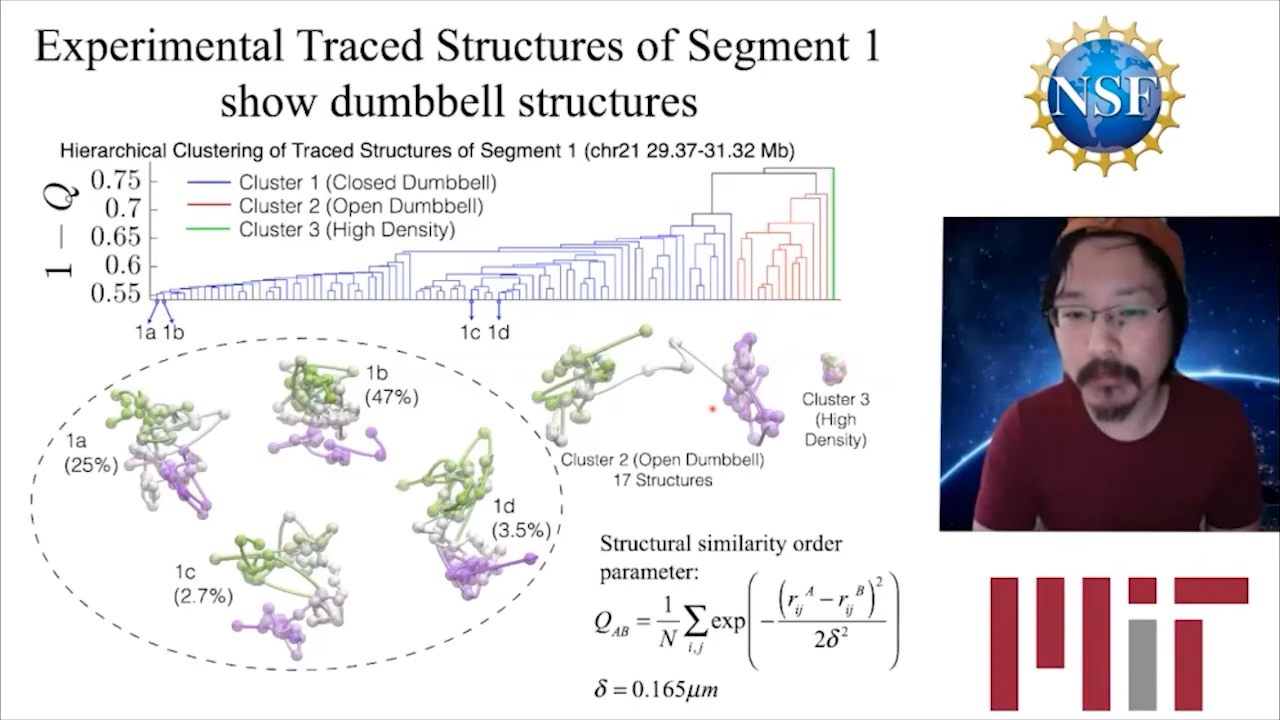 Experimental Traced Structures of Segment 1
show dumbbell structures
Hierarchical Clustering of Traced Structures of Segment 1 (chr21 29.37-31.32 Mb)
1 − Q
0.75
0.7
0.65
0.6
0.55
Cluster 1 (Closed Dumbbell)
Cluster 2 (Open Dumbbell)
Cluster 3 (High Density)
1a 1b
1c 1d
1a
(25%)
1b
(47%)
1c
(2.7%)
1d
(3.5%)
Cluster 2 (Open Dumbbell)
17 Structures
Cluster 3
(High
Density)
Structural similarity order
parameter:
Q_AB = 1/N ∑_i,j exp(−(r_ij^A − r_ij^B)^2 / 2δ^2)
δ = 0.165μm
NSF
MIT